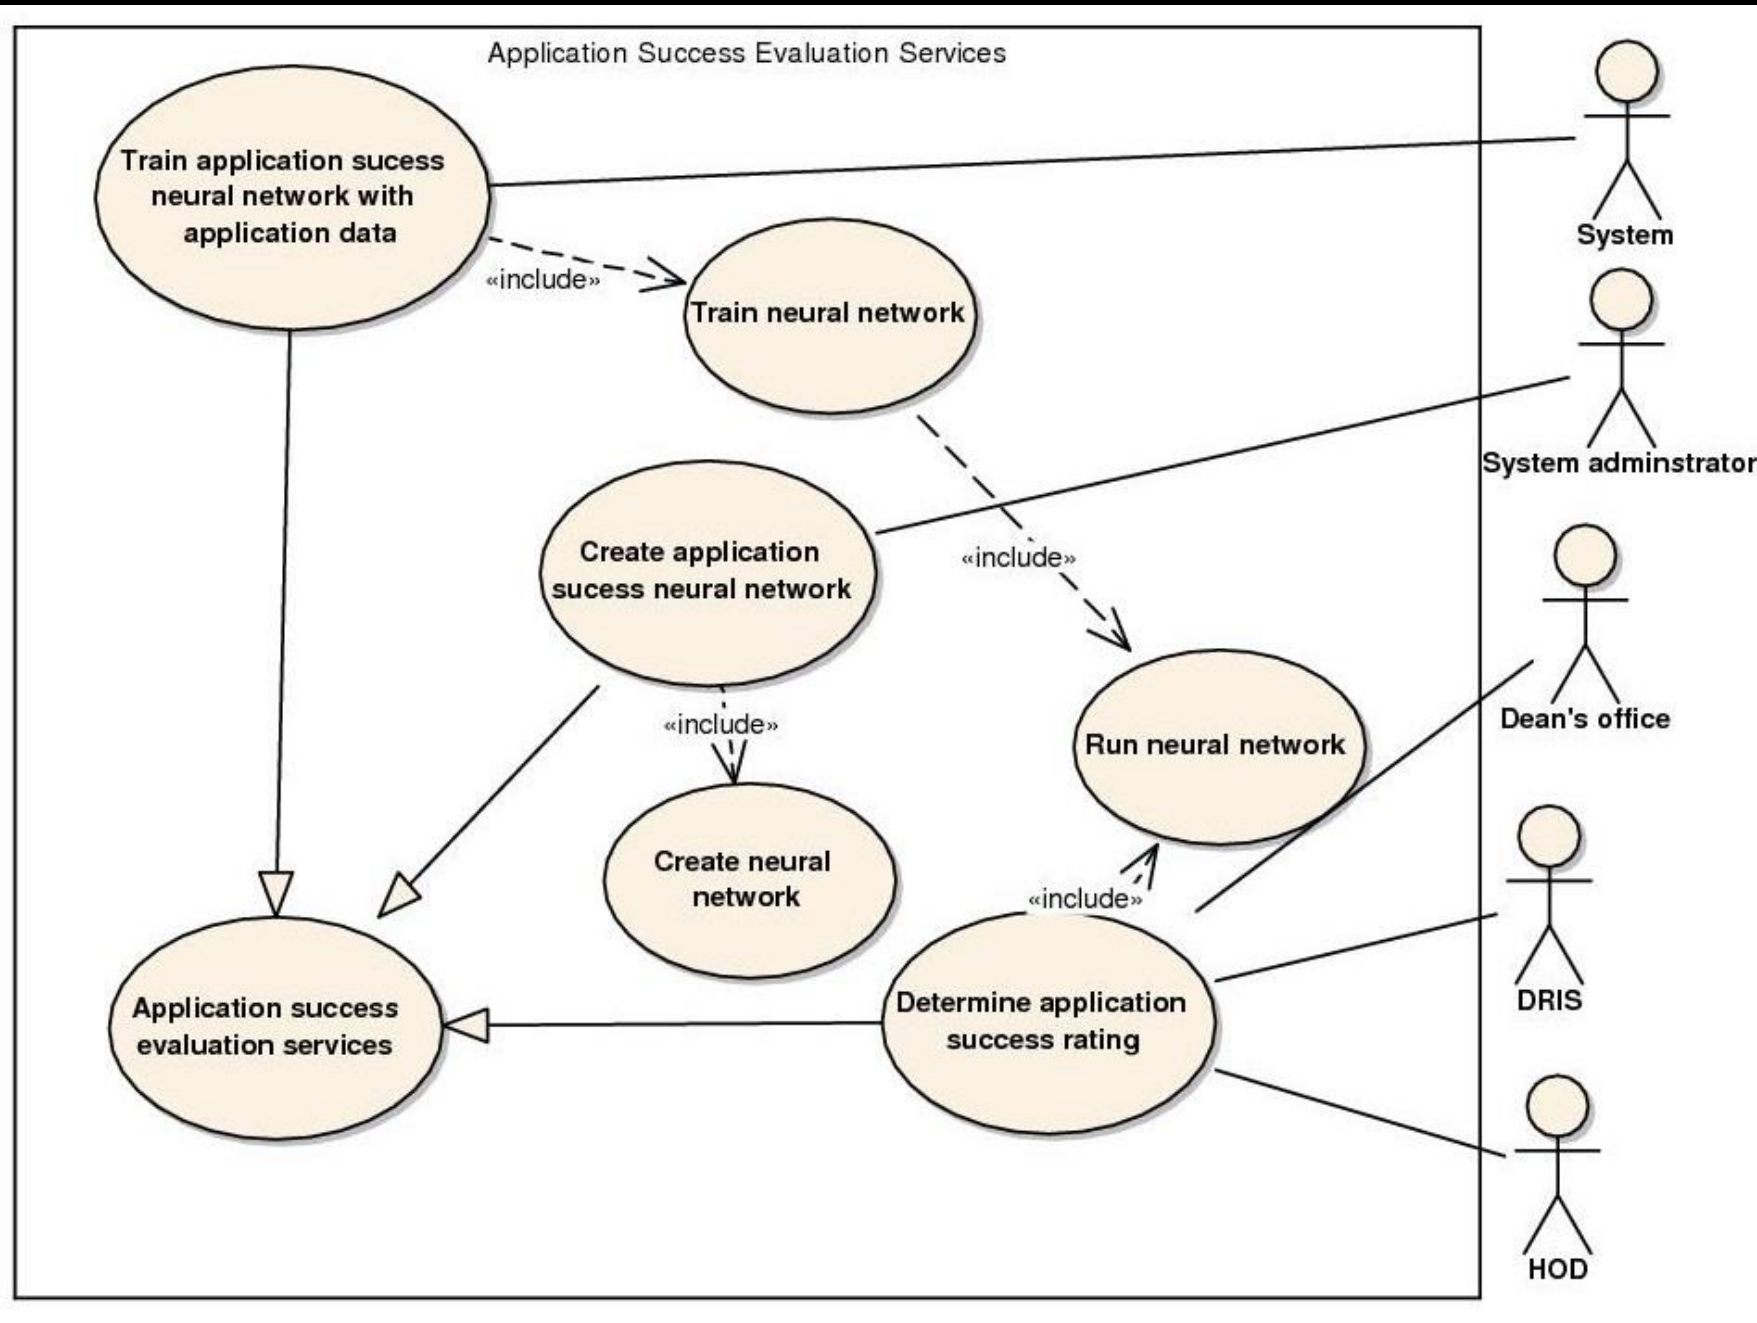 Application Success Evaluation Services
Train application sucess
neural network with
application data
System
«include»
Train neural network
System adminstrator
Create application
sucess neural network
«include»
Dean's office
«include»
Run neural network
Create neural
network
«include»
DRIS
Application success
evaluation services
Determine application
success rating
HOD